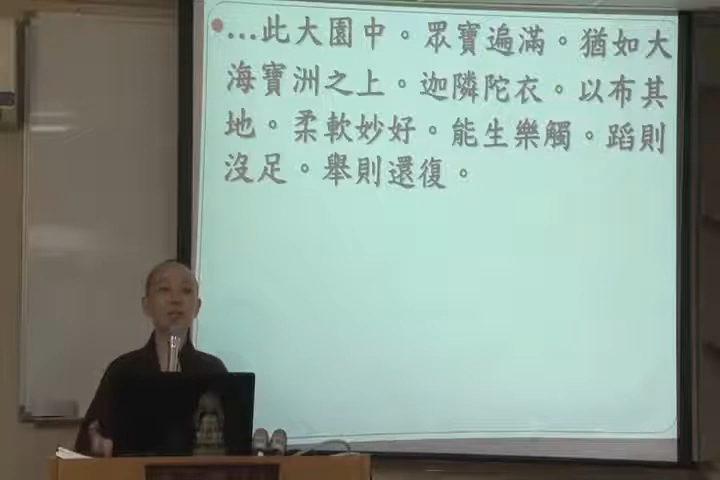 …此大園中。眾寶遍滿。猶如大
海寶洲之上。迦隣陀衣。以布其
地。柔軟妙好。能生樂觸。蹈則
沒足。舉則還復。